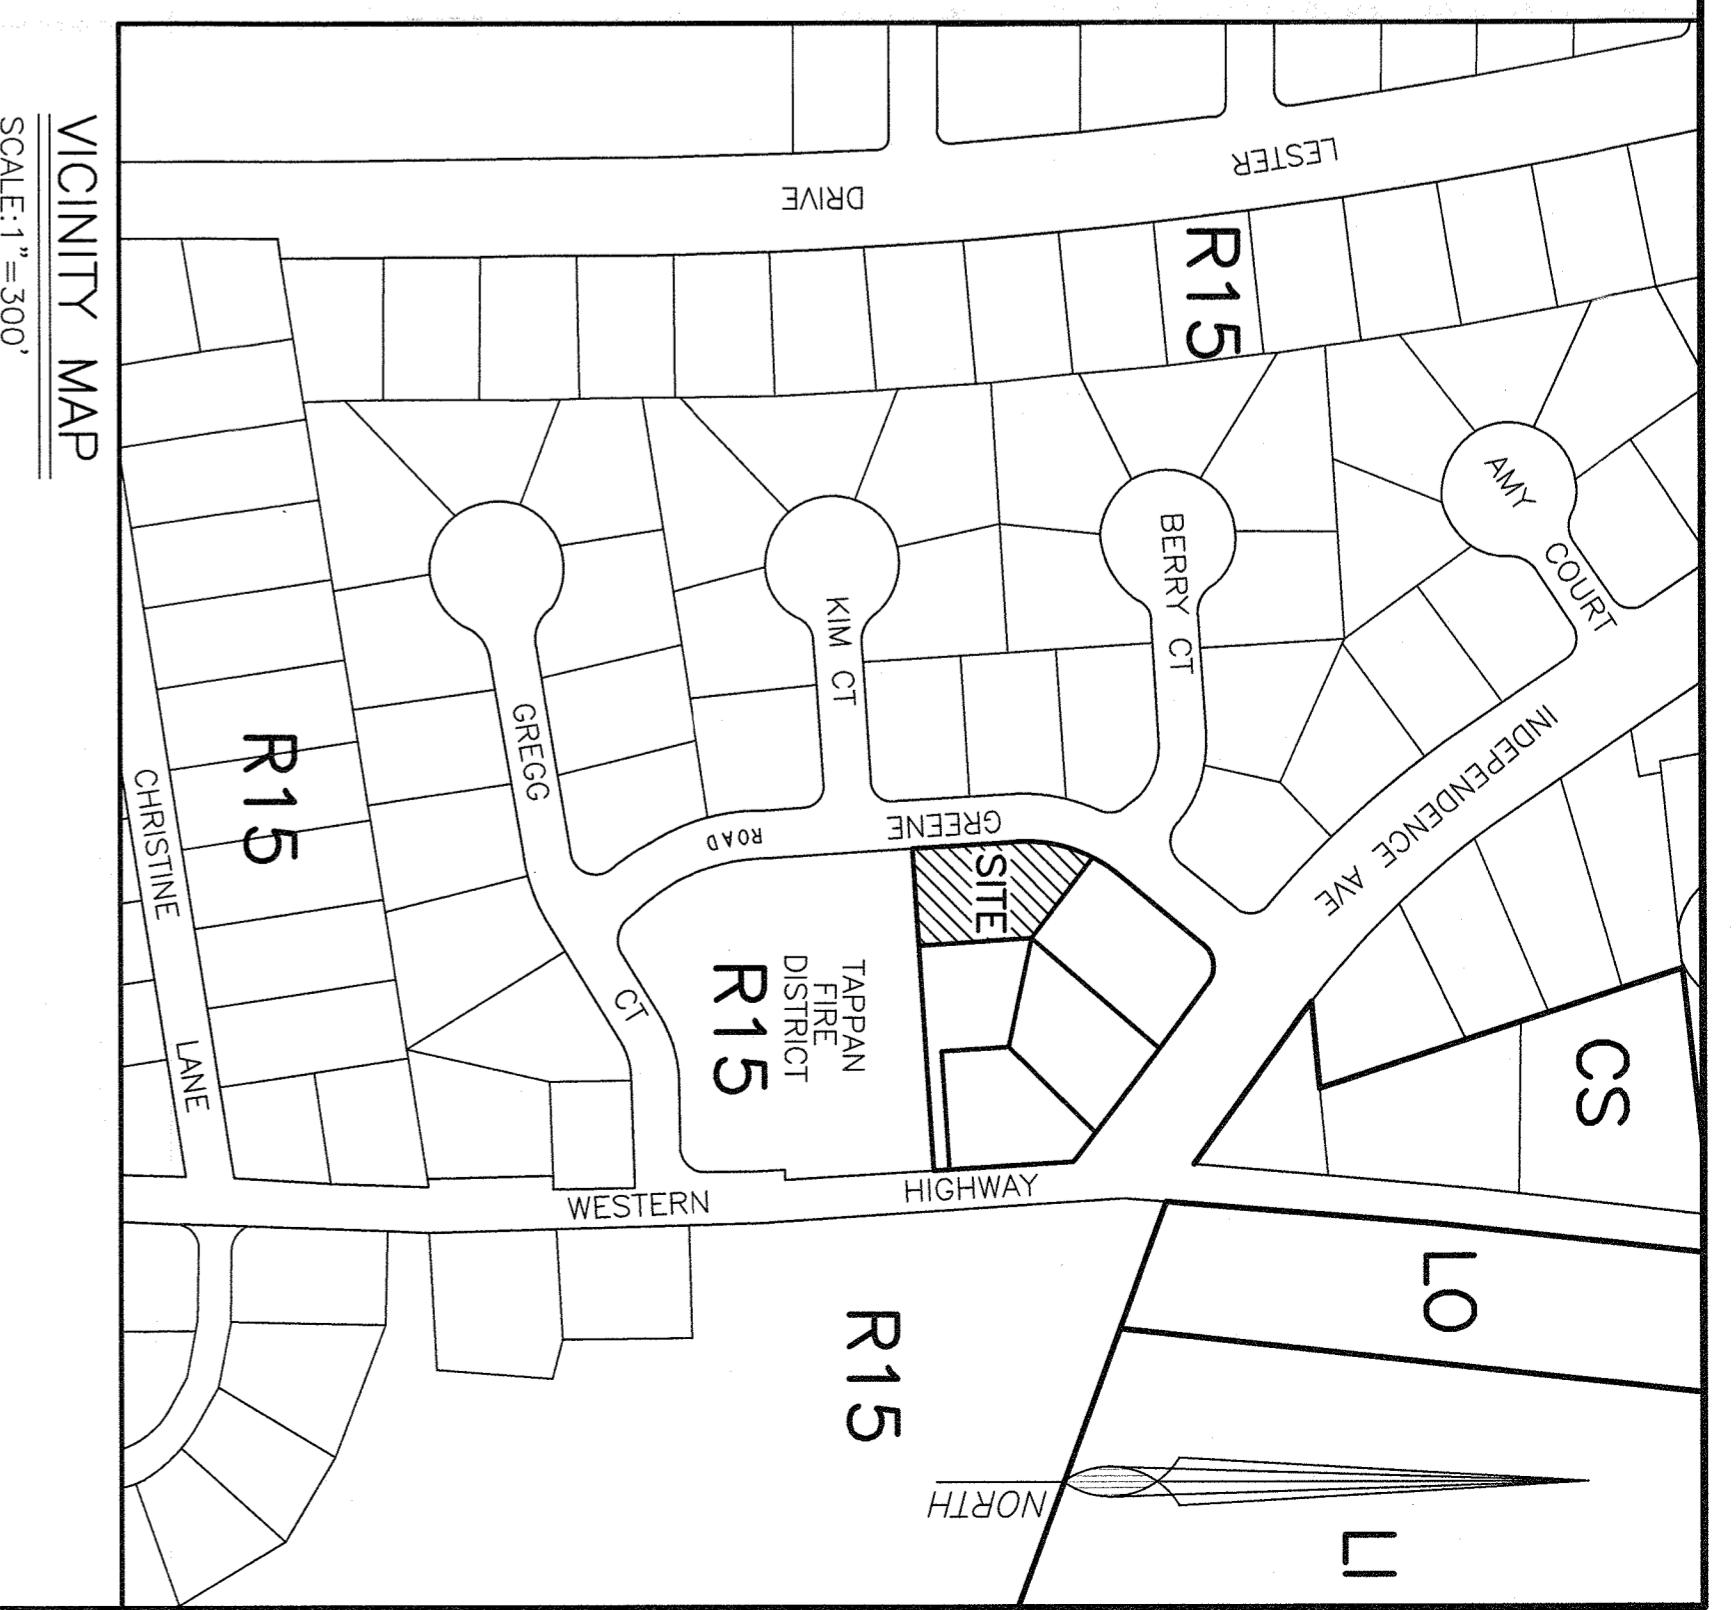 VICINITY MAP
SCALE:1"=300'
LESTER
DRIVE
R15
AMY
COURT
BERRY CT
KIM CT
GREGG
CT
INDEPENDENCE AVE
GREENE
ROAD
R15
CHRISTINE
LANE
SITE
TAPPAN
FIRE
DISTRICT
R15
CS
WESTERN
HIGHWAY
LO
R15
NORTH
LI